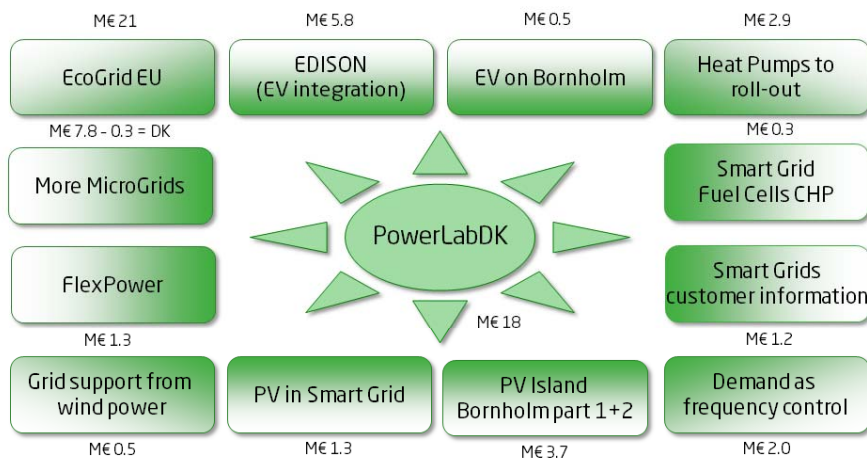 M€ 21
M€ 5.8
M€ 0.5
M€ 2.9
EcoGrid EU
EDISON
(EV integration)
EV on Bornholm
Heat Pumps to
roll-out
M€ 7.8 - 0.3 = DK
M€ 0.3
More MicroGrids
Smart Grid
Fuel Cells CHP
PowerLabDK
FlexPower
Smart Grids
customer information
M€ 18
M€ 1.3
M€ 1.2
Grid support from
wind power
PV in Smart Grid
PV Island
Bornholm part 1+2
Demand as
frequency control
M€ 0.5
M€ 1.3
M€ 3.7
M€ 2.0